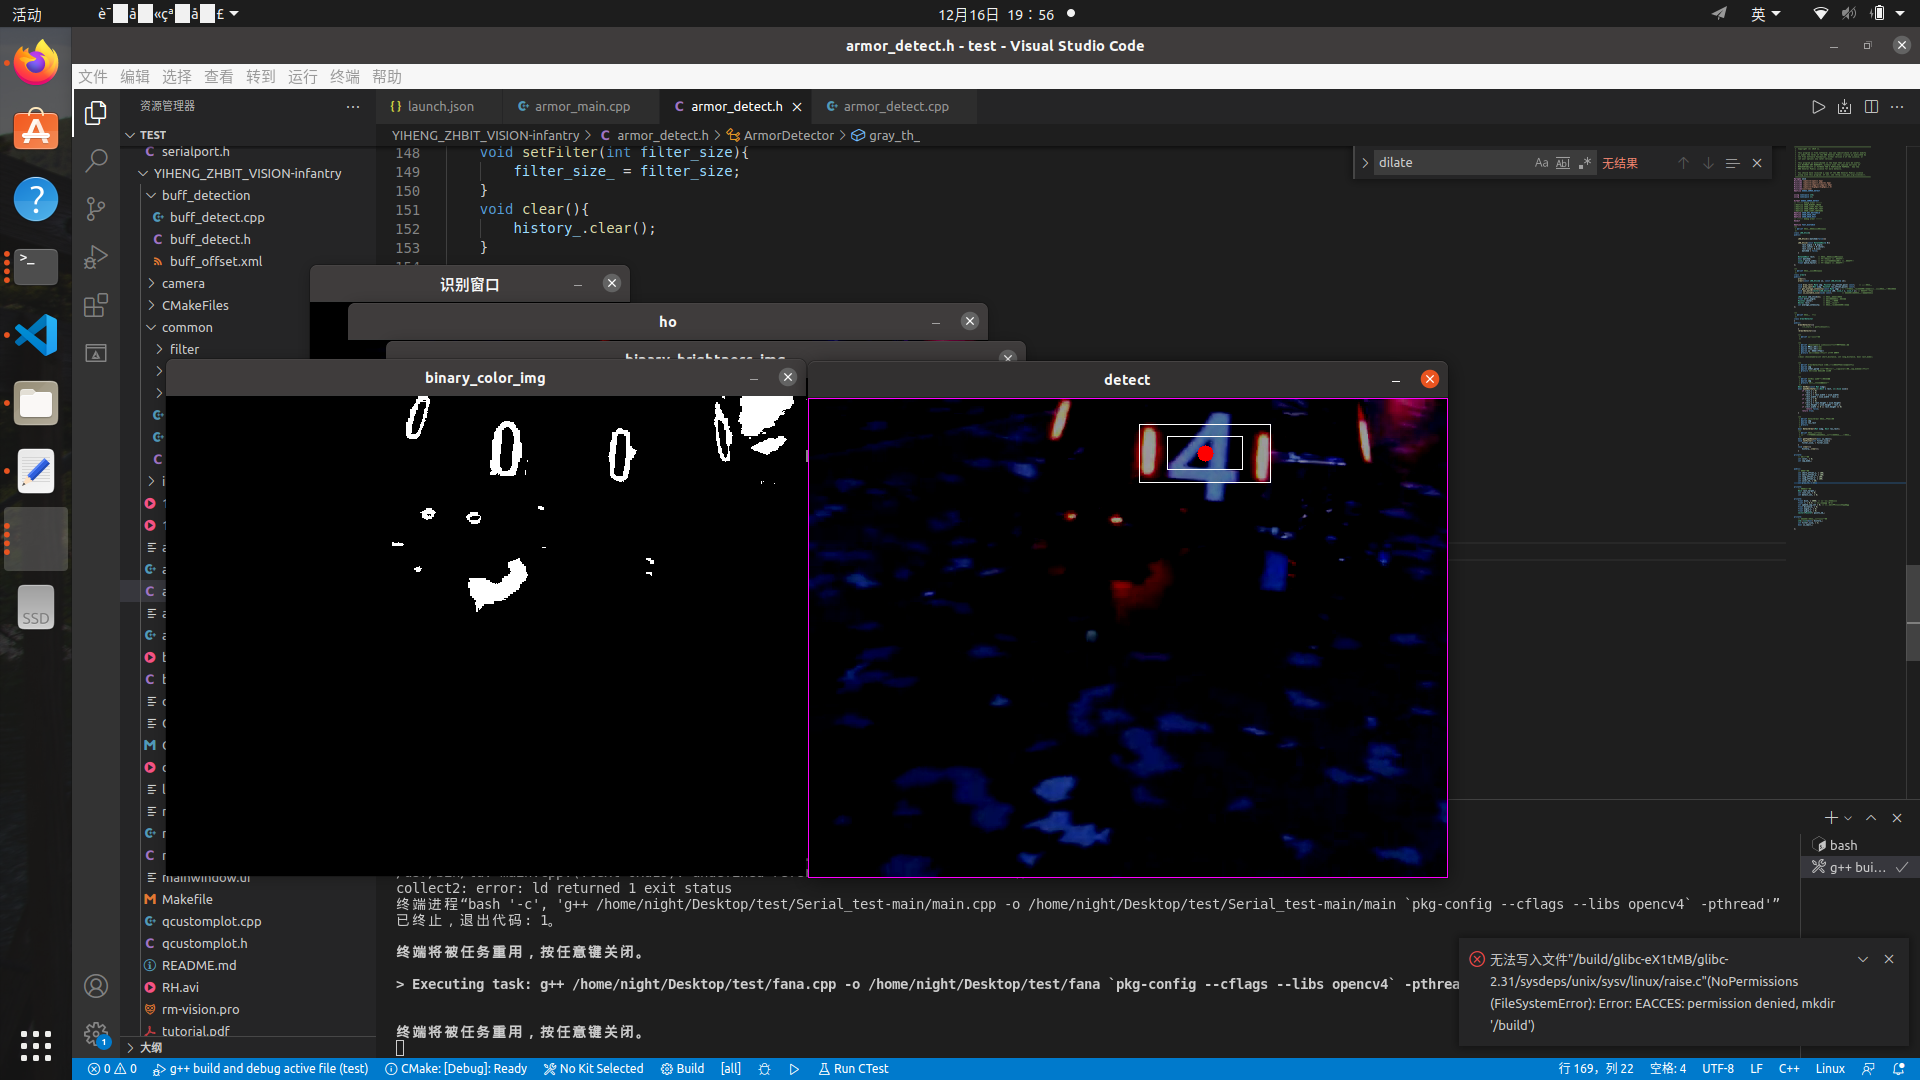 活动
12月16日 19：56
英
armor_detect.h - test - Visual Studio Code
文件 编辑 选择 查看 转到 运行 终端 帮助
资源管理器
launch.json
armor_main.cpp
armor_detect.h
armor_detect.cpp
YIHENG_ZHBIT_VISION-infantry > armor_detect.h > ArmorDetector > gray_th_
TEST
serialport.h
YIHENG_ZHBIT_VISION-infantry
buff_detection
buff_detect.cpp
buff_detect.h
buff_offset.xml
camera
CMakeFiles
common
filter
mainwindow.ui
Makefile
qcustomplot.cpp
qcustomplot.h
README.md
RH.avi
rm-vision.pro
tutorial.pdf
大纲
148 void setFilter(int filter_size){
149 filter_size_ = filter_size;
150 }
151 void clear(){
152 history_.clear();
153 }
dilate
Aa Abl .*
无结果
识别窗口
ho
binary_brightness_img
binary_color_img
detect
4
SSD
collect2: error: ld returned 1 exit status
终端进程“bash '-c', 'g++ /home/night/Desktop/test/Serial_test-main/main.cpp -o /home/night/Desktop/test/Serial_test-main/main `pkg-config --cflags --libs opencv4` -pthread'”
已终止，退出代码: 1。
终端将被任务重用，按任意键关闭。
> Executing task: g++ /home/night/Desktop/test/fana.cpp -o /home/night/Desktop/test/fana `pkg-config --cflags --libs opencv4` -pthrea
终端将被任务重用，按任意键关闭。
bash
g++ bui...
无法写入文件"/build/glibc-eX1tMB/glibc-
2.31/sysdeps/unix/sysv/linux/raise.c"(NoPermissions
(FileSystemError): Error: EACCES: permission denied, mkdir
'/build')
1
0 0
g++ build and debug active file (test)
CMake: [Debug]: Ready
No Kit Selected
Build
[all]
Run CTest
行 169，列 22
空格: 4
UTF-8
LF
C++
Linux